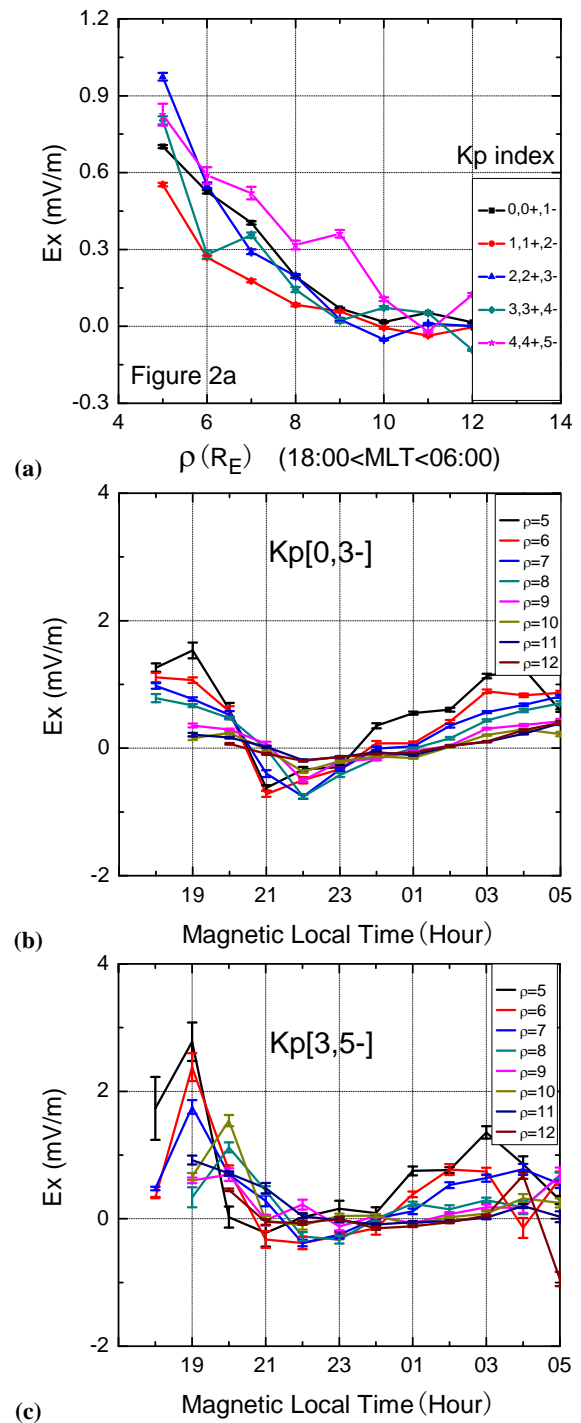 1.2
0.9
0.6
0.3
0.0
-0.3
Ex (mV/m)
Kp index
0,0+,1-
1,1+,2-
2,2+,3-
3,3+,4-
4,4+,5-
Figure 2a
4 6 8 10 12 14
ρ (R_E) (18:00<MLT<06:00)
(a)
4
2
0
-2
Ex (mV/m)
Kp[0,3-]
ρ=5
ρ=6
ρ=7
ρ=8
ρ=9
ρ=10
ρ=11
ρ=12
19 21 23 01 03 05
Magnetic Local Time (Hour)
(b)
4
2
0
-2
Ex (mV/m)
Kp[3,5-]
ρ=5
ρ=6
ρ=7
ρ=8
ρ=9
ρ=10
ρ=11
ρ=12
19 21 23 01 03 05
Magnetic Local Time (Hour)
(c)